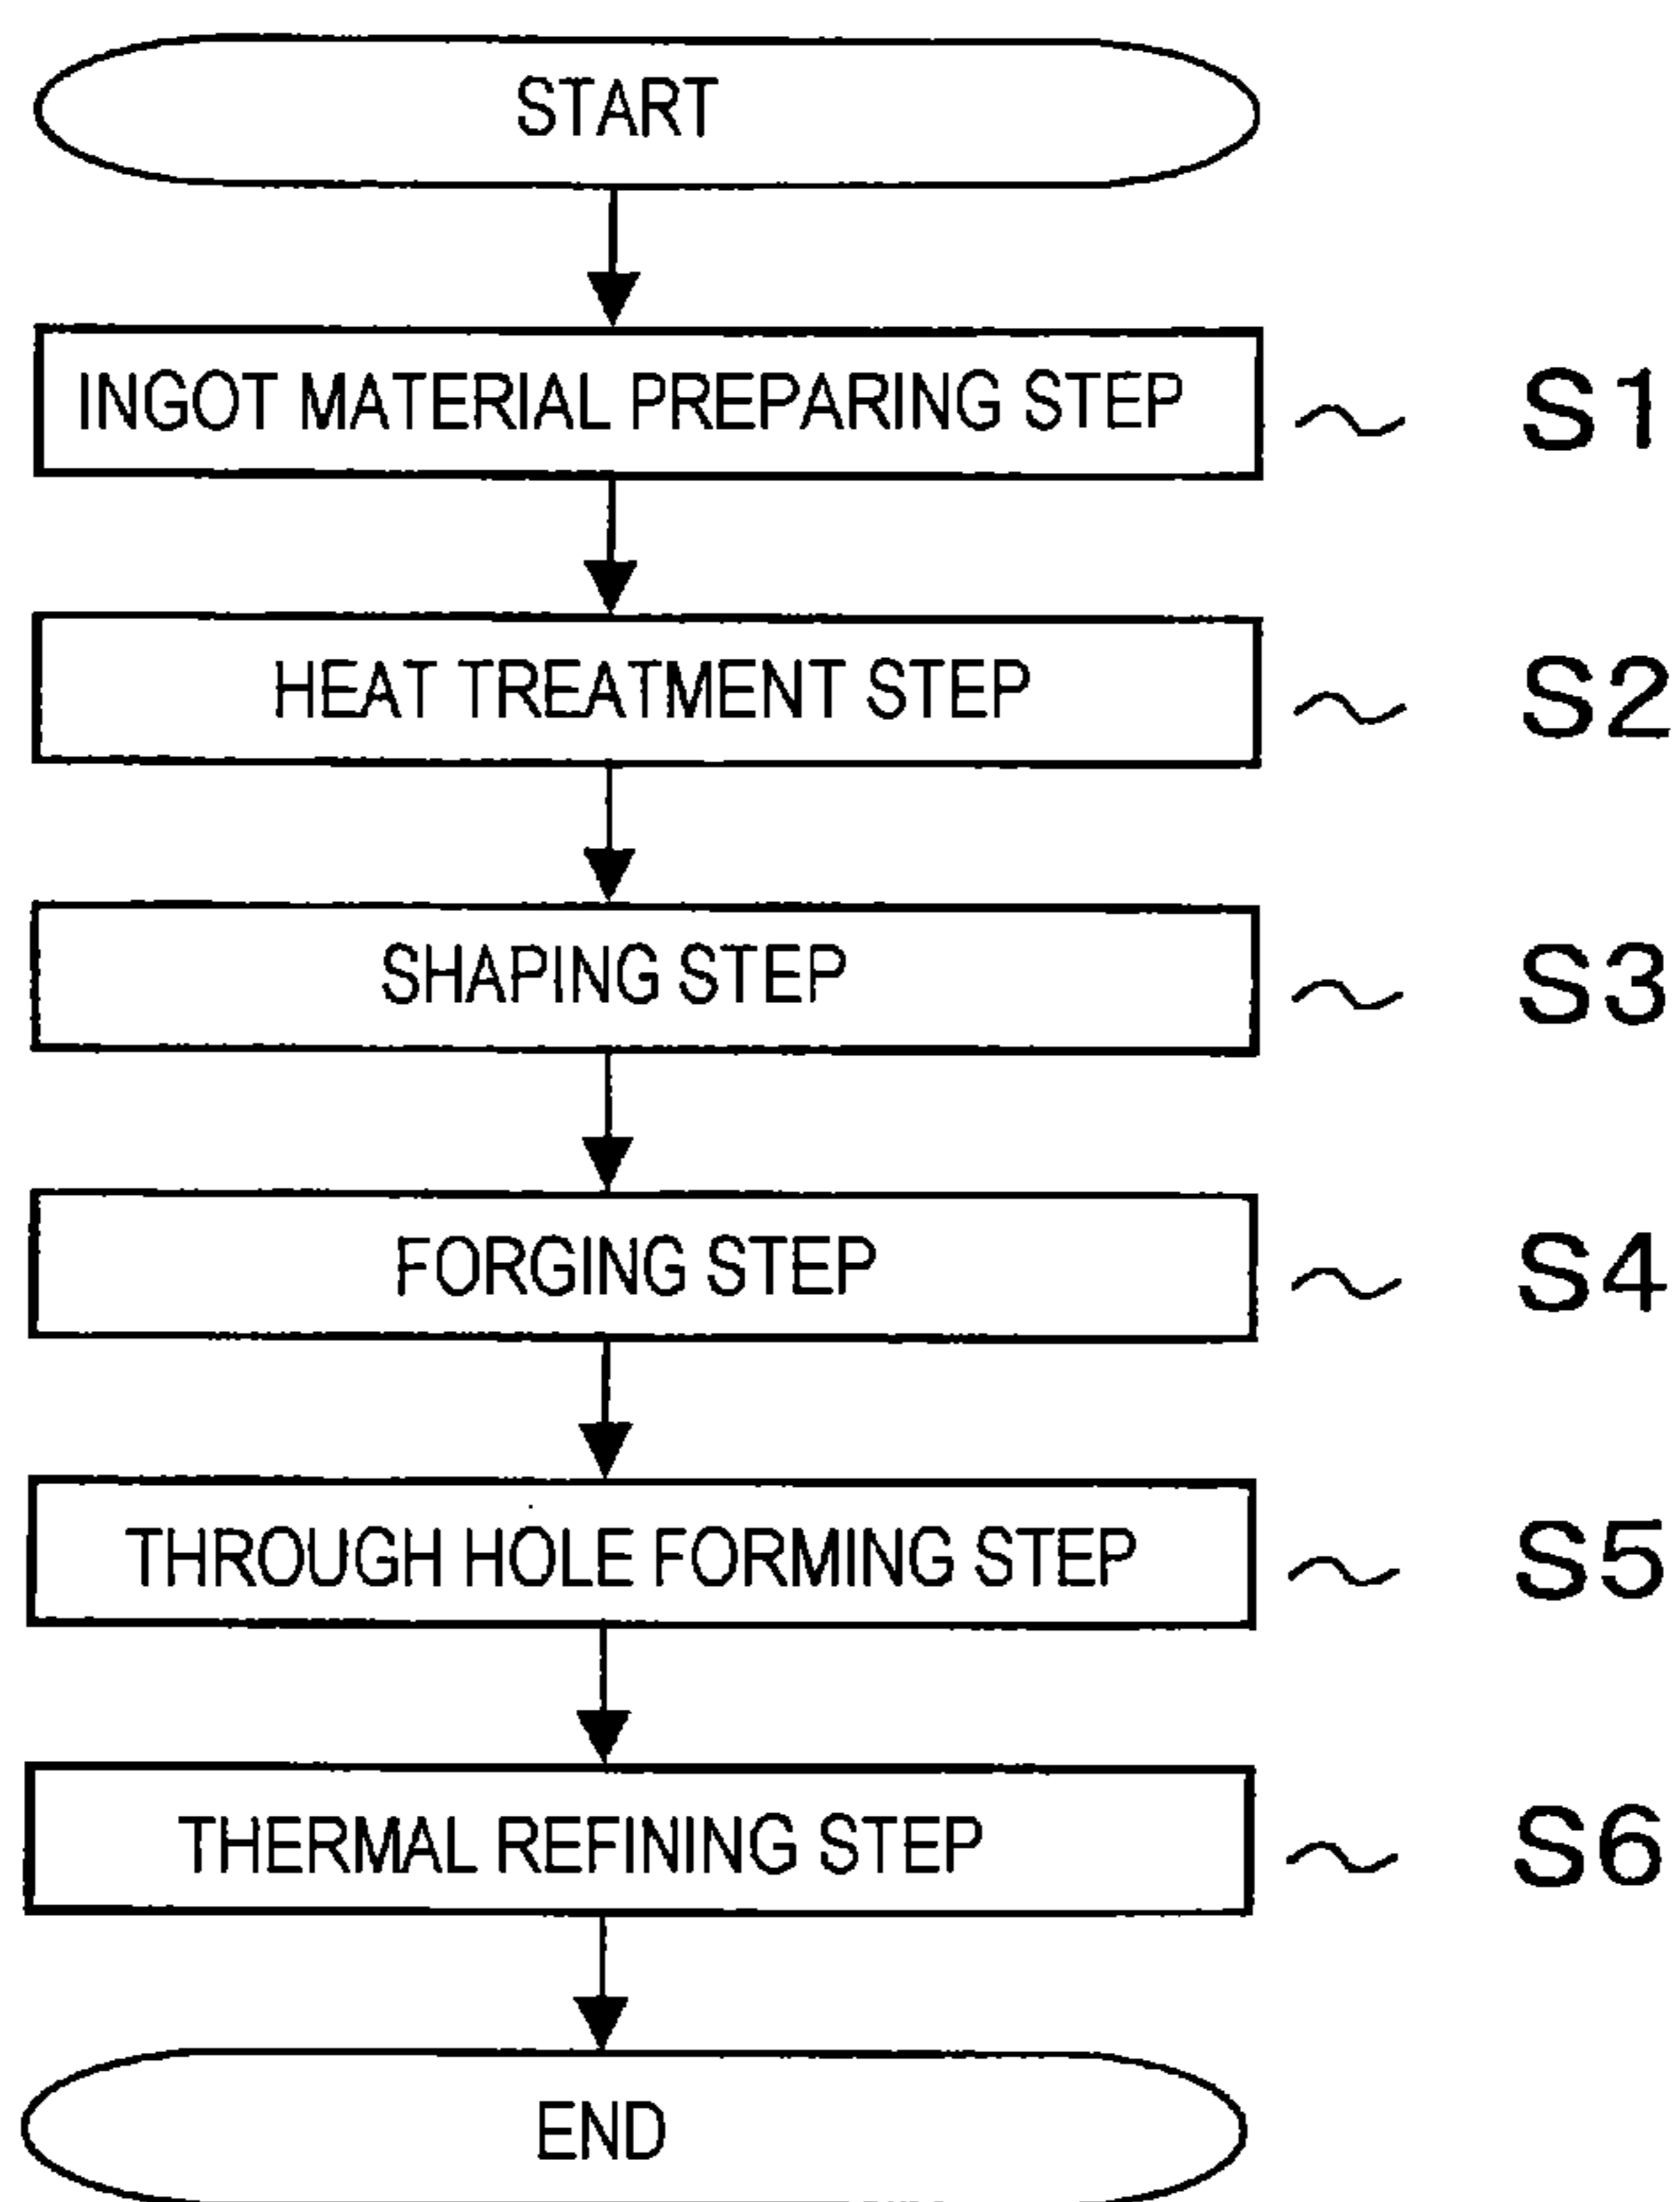 START
INGOT MATERIAL PREPARING STEP ~ S1
HEAT TREATMENT STEP ~ S2
SHAPING STEP ~ S3
FORGING STEP ~ S4
THROUGH HOLE FORMING STEP ~ S5
THERMAL REFINING STEP ~ S6
END